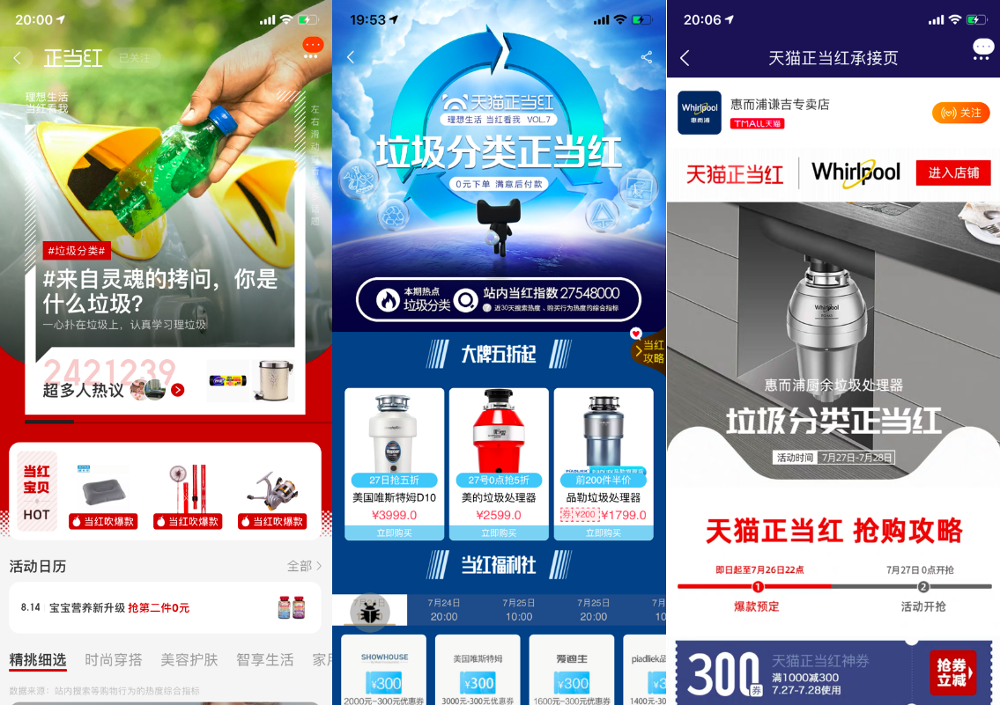 20:00
正当红
已关注
理想生活
当红看我
左右滑动
#垃圾分类#
#来自灵魂的拷问，你是
什么垃圾?
一心扑在垃圾上，认真学习理垃圾
2421239
超多人热议
当红
宝贝
HOT
当红吹爆款
当红吹爆款
当红吹爆款
活动日历
全部
8.14 宝宝营养新升级 抢第二件0元
精挑细选 时尚穿搭 美容护肤 智享生活 家
数据来源：站内搜索等购物行为的热度综合指标
19:53
天猫正当红
理想生活 当红看我 VOL.7
垃圾分类正当红
0元下单 满意后付款
本期热点
垃圾分类
站内当红指数 27548000
? 近30天搜索热度、购买行为热度的综合指标
当红
攻略
大牌五折起
27日抢五折
27号0点抢5折
前200件半价
美国唯斯特姆D10
美的垃圾处理器
品勒垃圾处理器
¥3999.0
¥2599.0
券 ¥200 ¥1799.0
立即购买
立即购买
立即购买
当红福利社
7月24日
20:00
7月25日
10:00
7月25日
20:00
7月
10
SHOWHOUSE
美国唯斯特姆
爱迪生
piadliek品
¥300
¥300
¥300
2000元-300元优惠券
3000元-300元优惠券
1600元-300元优惠券
1400元-30
20:06
天猫正当红承接页
Whirlpool
惠而浦
惠而浦谦吉专卖店
TMALL天猫
关注
天猫正当红
Whirlpool
进入店铺
Whirlpool
惠而浦厨余垃圾处理器
垃圾分类正当红
活动时间 7月27日-7月28日
天猫正当红 抢购攻略
即日起至7月26日22点
7月27日 0点开抢
1
2
爆款预定
活动开抢
300券
天猫正当红神券
满1000减300
7.27-7.28使用
抢券
立减